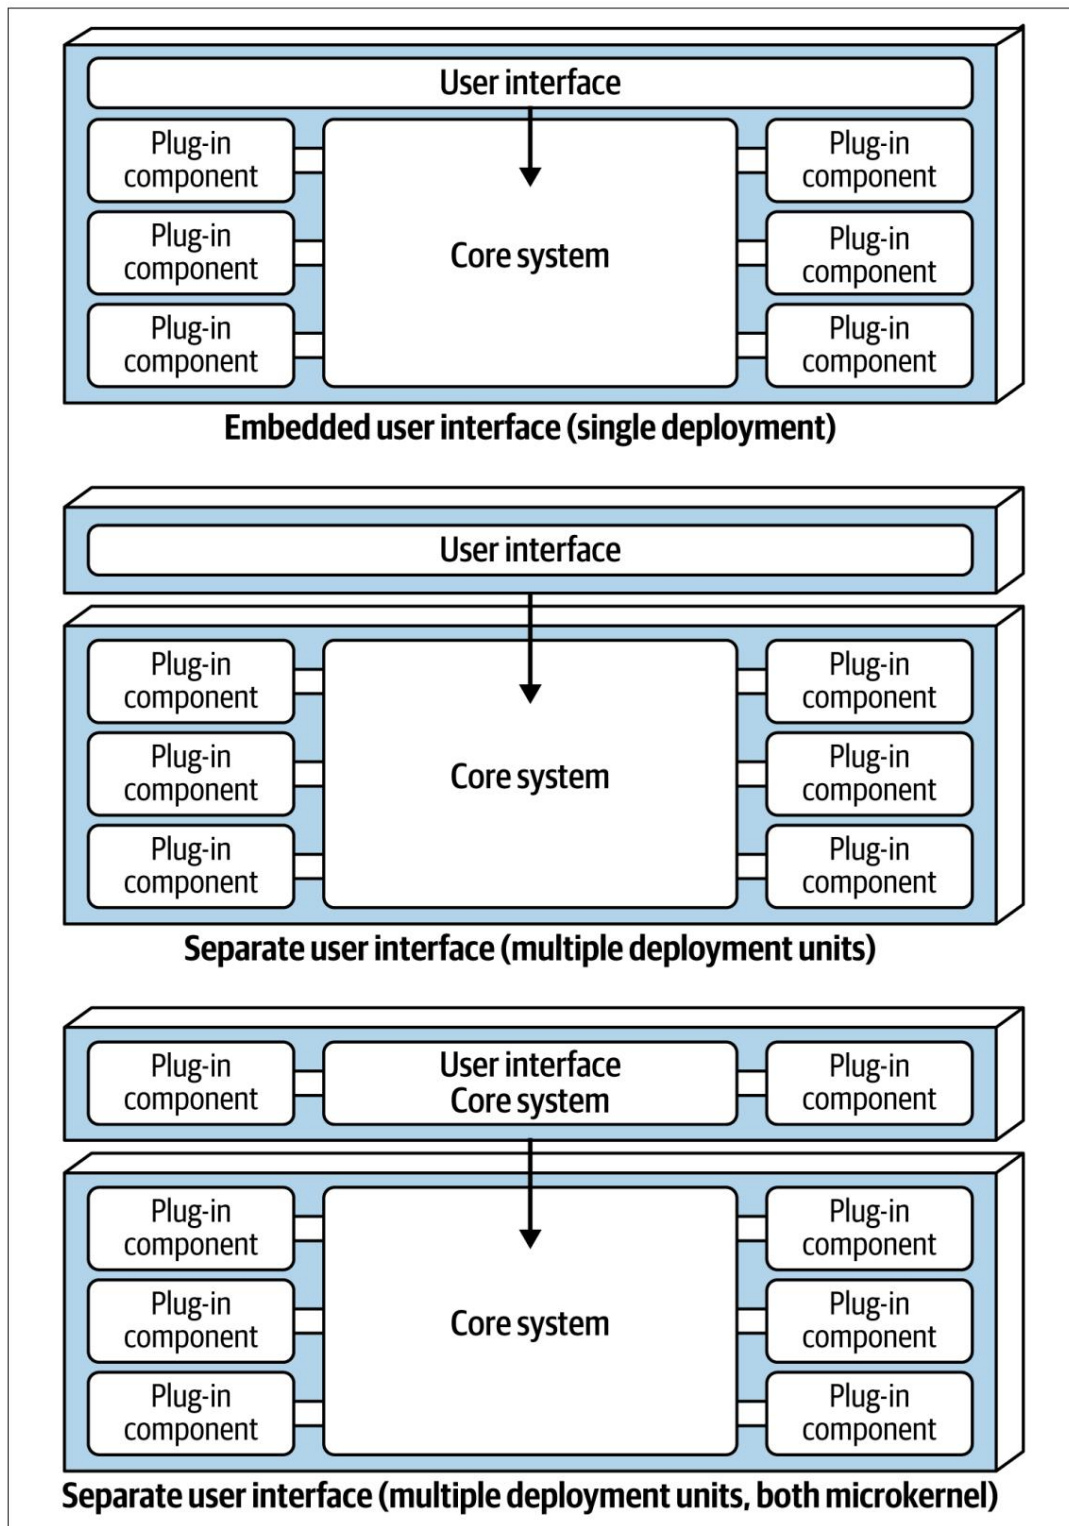 User interface
Plug-in
component
Plug-in
component
Plug-in
component
Core system
Plug-in
component
Plug-in
component
Plug-in
component
Embedded user interface (single deployment)
User interface
Plug-in
component
Plug-in
component
Plug-in
component
Core system
Plug-in
component
Plug-in
component
Plug-in
component
Separate user interface (multiple deployment units)
Plug-in
component
User interface
Core system
Plug-in
component
Plug-in
component
Plug-in
component
Plug-in
component
Core system
Plug-in
component
Plug-in
component
Plug-in
component
Separate user interface (multiple deployment units, both microkernel)